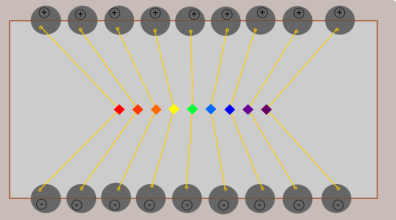 + + + + + + + + +
- - - - - - - - -